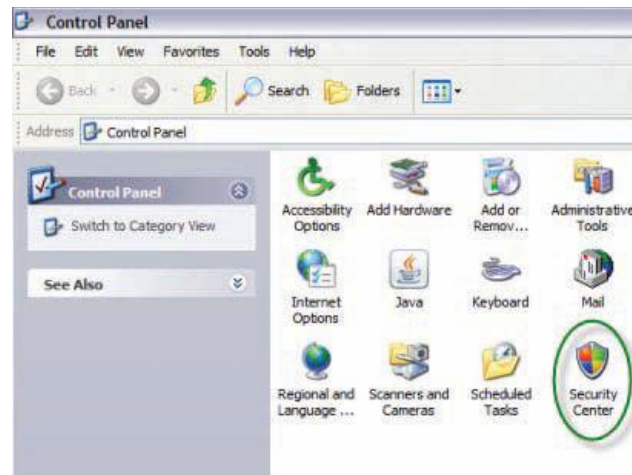 Control Panel
File Edit View Favorites Tools Help
Back Search Folders
Address Control Panel
Control Panel
Switch to Category View
See Also
Accessibility Options
Add Hardware
Add or Remov...
Administrative Tools
Internet Options
Java
Keyboard
Mail
Regional and Language ...
Scanners and Cameras
Scheduled Tasks
Security Center